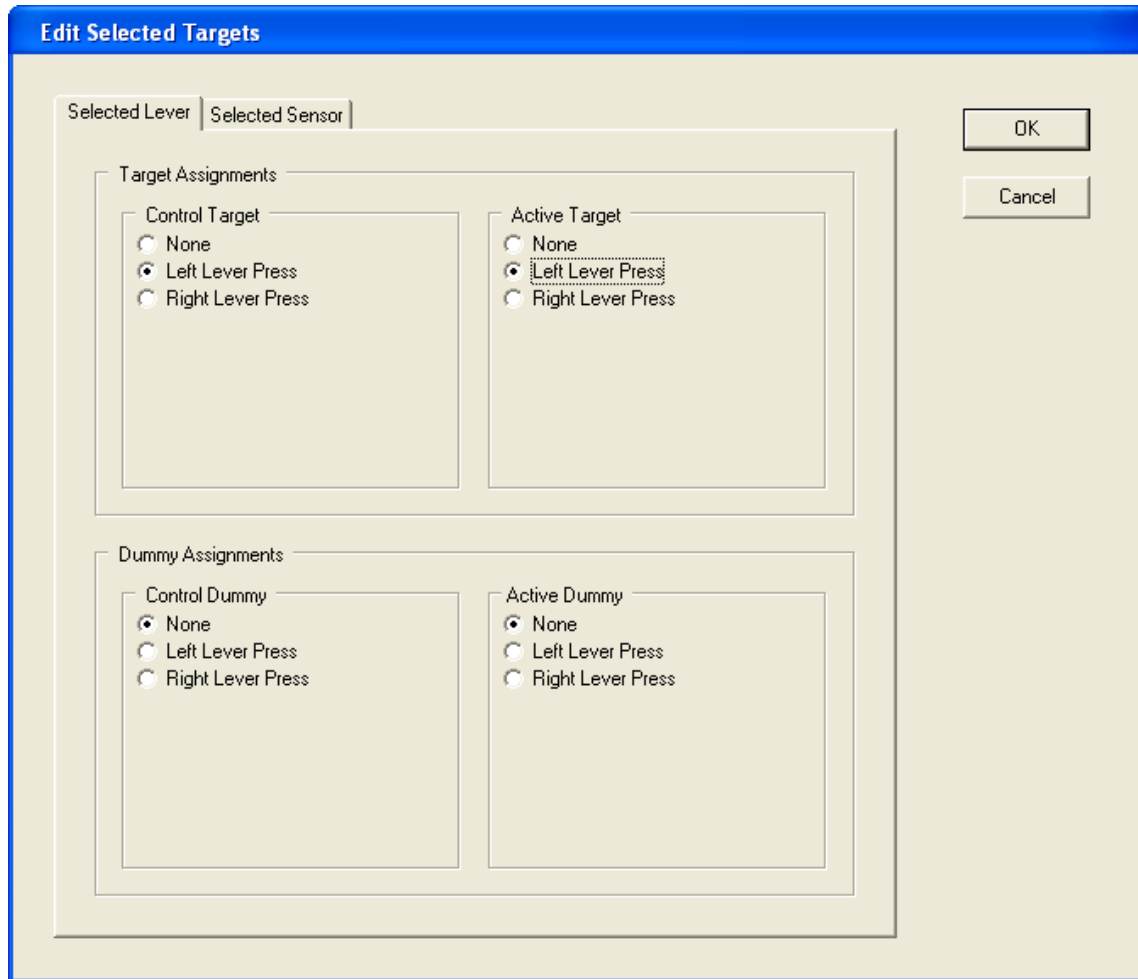 Edit Selected Targets
Selected Lever
Selected Sensor
OK
Cancel
Target Assignments
Control Target
None
Left Lever Press
Right Lever Press
Active Target
None
Left Lever Press
Right Lever Press
Dummy Assignments
Control Dummy
None
Left Lever Press
Right Lever Press
Active Dummy
None
Left Lever Press
Right Lever Press